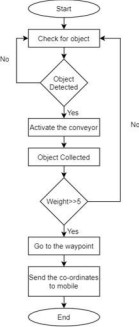 Start
Check for object
No
Object
Detected
Yes
Activate the conveyor
No
Object Collected
Weight>=5
Yes
Go to the waypoint
Send the co-ordinates
to mobile
End